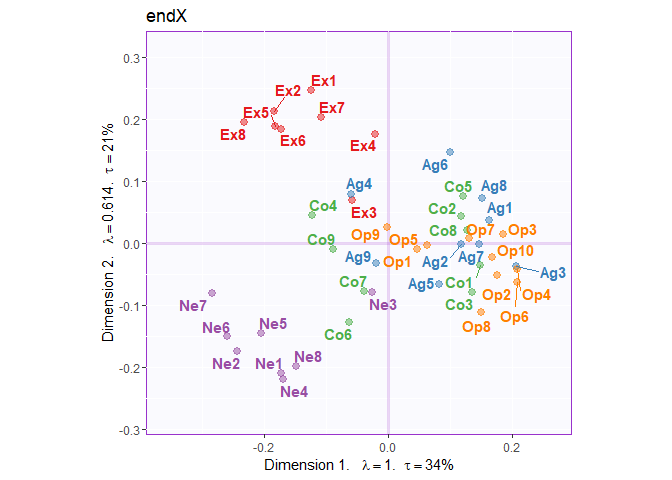 endX
0.3
0.2
0.1
0.0
-0.1
-0.2
-0.3
Dimension 2.  λ = 0.614.  τ = 21%
Ex1
Ex2
Ex5
Ex7
Ex8
Ex6
Ex4
Ag6
Ag4
Co5
Ag8
Co4
Ex3
Co2
Ag1
Co9
Op9
Op5
Co8
Op7
Op3
Ag9
Op1
Ag2
Ag7
Op10
Ag3
Co7
Ne3
Ag5
Co1
Co3
Op2
Op4
Ne7
Op8
Op6
Ne6
Ne5
Co6
Ne2
Ne1
Ne8
Ne4
-0.2
0.0
0.2
Dimension 1.  λ = 1.  τ = 34%